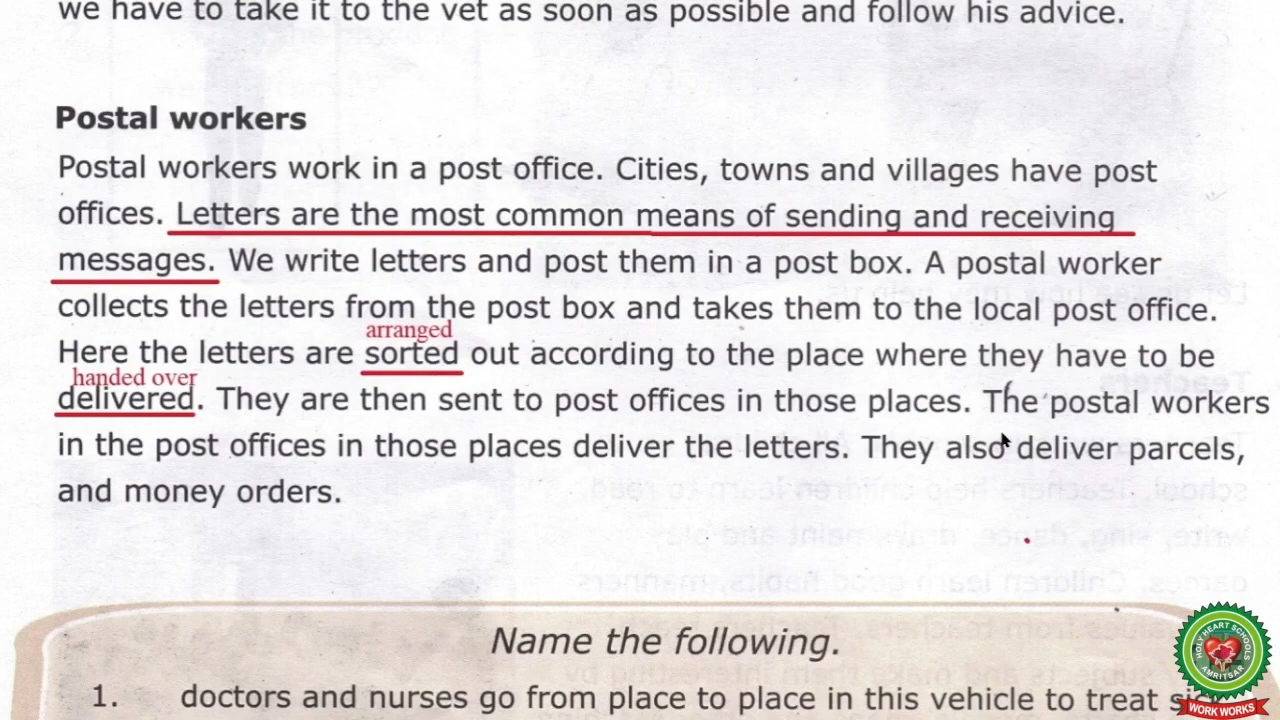 we have to take it to the vet as soon as possible and follow his advice.
Postal workers
Postal workers work in a post office. Cities, towns and villages have post
offices. Letters are the most common means of sending and receiving
messages. We write letters and post them in a post box. A postal worker
collects the letters from the post box and takes them to the local post office.
arranged
Here the letters are sorted out according to the place where they have to be
handed over
delivered. They are then sent to post offices in those places. The postal workers
in the post offices in those places deliver the letters. They also deliver parcels,
and money orders.
Name the following.
1. doctors and nurses go from place to place in this vehicle to treat
HOLY HEART SCHOOLS
AMRITSAR
WORK WORKS